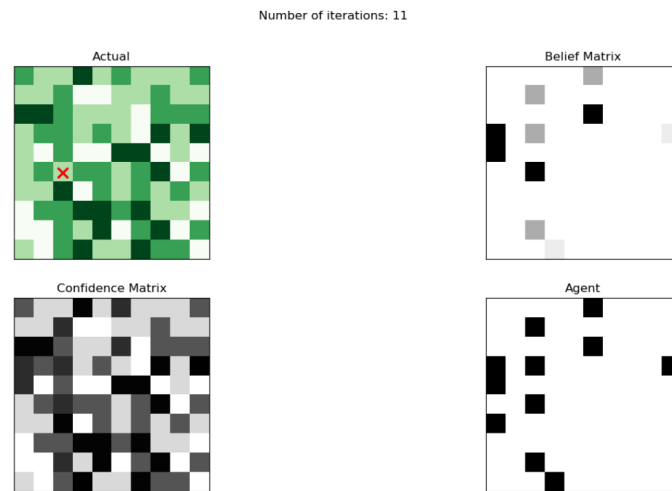 Number of iterations: 11
Actual
Belief Matrix
Confidence Matrix
Agent